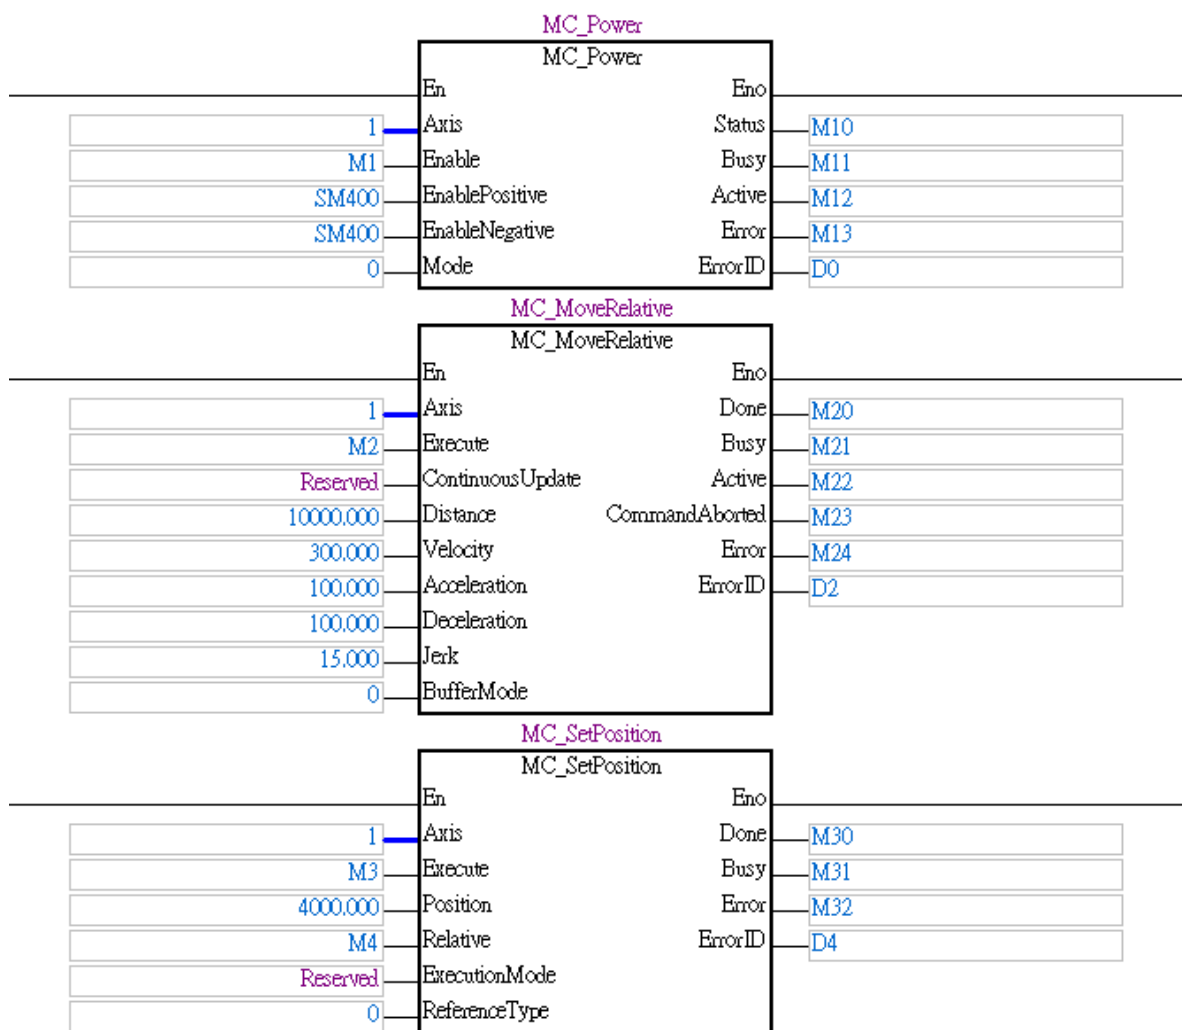 MC_Power
MC_Power
En Eno
1 Axis Status M10
M1 Enable Busy M11
SM400 EnablePositive Active M12
SM400 EnableNegative Error M13
0 Mode ErrorID D0
MC_MoveRelative
MC_MoveRelative
En Eno
1 Axis Done M20
M2 Execute Busy M21
Reserved ContinuousUpdate Active M22
10000.000 Distance CommandAborted M23
300.000 Velocity Error M24
100.000 Acceleration ErrorID D2
100.000 Deceleration
15.000 Jerk
0 BufferMode
MC_SetPosition
MC_SetPosition
En Eno
1 Axis Done M30
M3 Execute Busy M31
4000.000 Position Error M32
M4 Relative ErrorID D4
Reserved ExecutionMode
0 ReferenceType